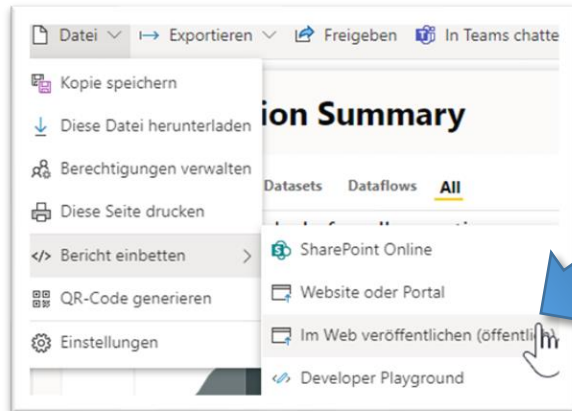 Datei Exportieren Freigeben In Teams chatte
Kopie speichern
Diese Datei herunterladen
ion Summary
Berechtigungen verwalten
Datasets Dataflows All
Diese Seite drucken
Bericht einbetten
SharePoint Online
QR-Code generieren
Website oder Portal
Einstellungen
Im Web veröffentlichen (öffentlich)
Developer Playground